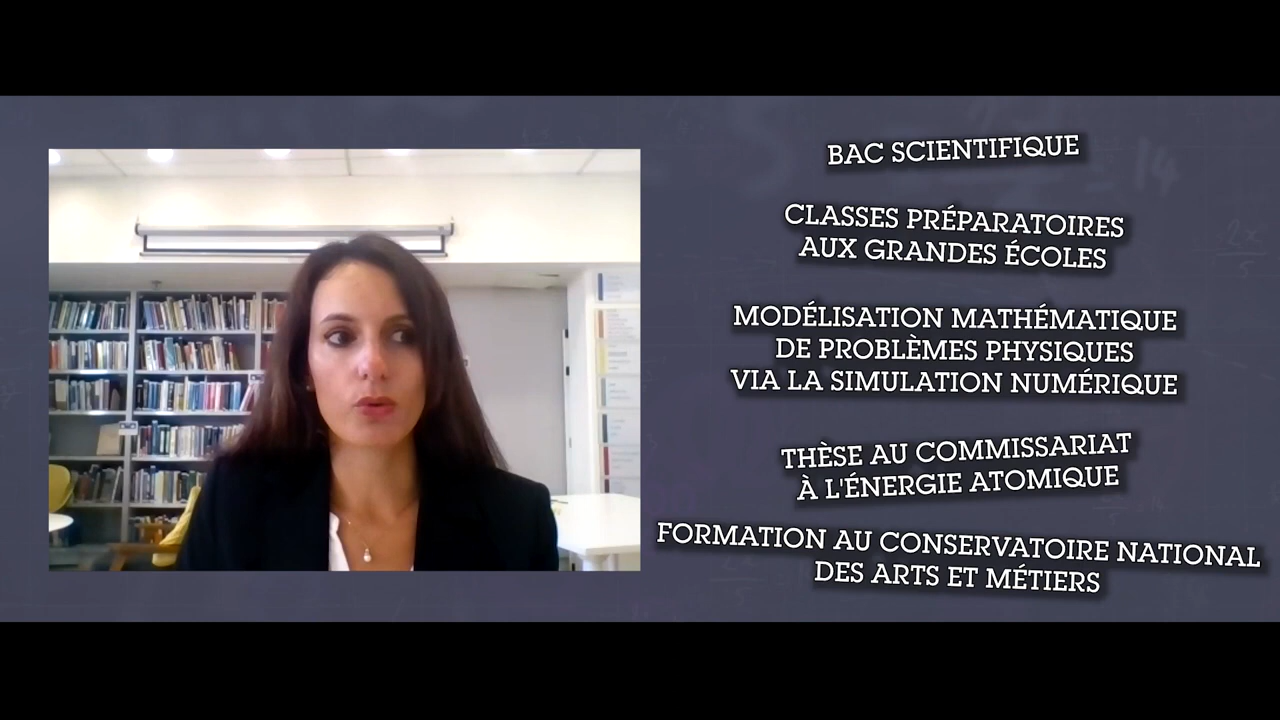 BAC SCIENTIFIQUE
CLASSES PRÉPARATOIRES
AUX GRANDES ÉCOLES
MODÉLISATION MATHÉMATIQUE
DE PROBLÈMES PHYSIQUES
VIA LA SIMULATION NUMÉRIQUE
THÈSE AU COMMISSARIAT
À L'ÉNERGIE ATOMIQUE
FORMATION AU CONSERVATOIRE NATIONAL
DES ARTS ET MÉTIERS